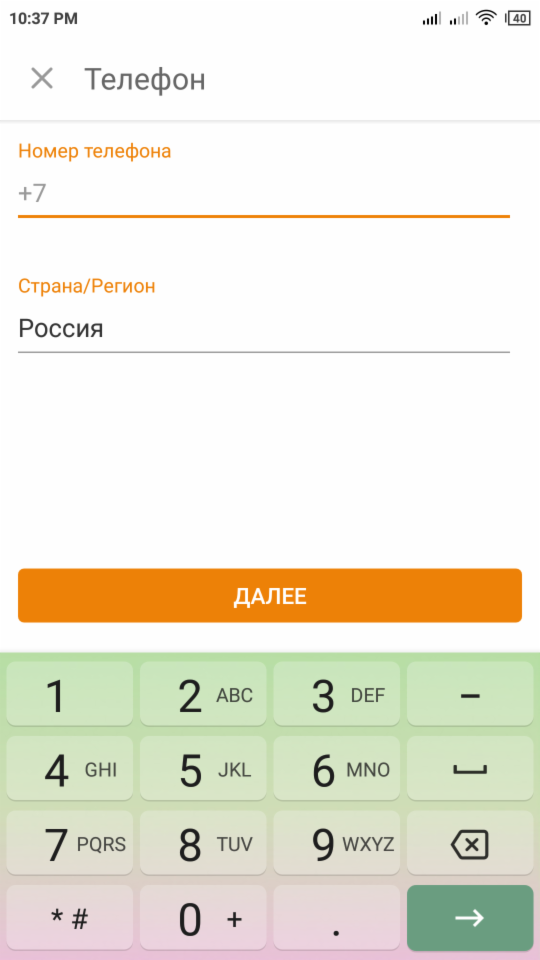 10:37 PM 40
Телефон
Номер телефона
+7
Страна/Регион
Россия
ДАЛЕЕ
1 2 ABC 3 DEF –
4 GHI 5 JKL 6 MNO
7 PQRS 8 TUV 9 WXYZ
* # 0 + .